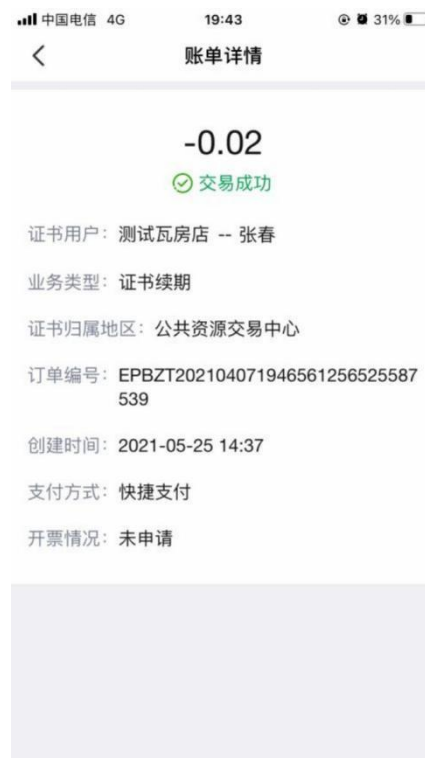 中国电信 4G 19:43 31%
账单详情
-0.02
交易成功
证书用户：测试瓦房店 -- 张春
业务类型：证书续期
证书归属地区：公共资源交易中心
订单编号：EPBZT202104071946561256525587
539
创建时间：2021-05-25 14:37
支付方式：快捷支付
开票情况：未申请